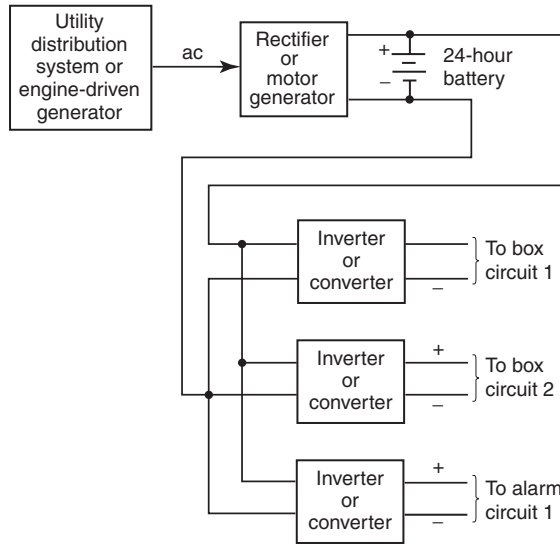 Utility
distribution
system or
engine-driven
generator
ac
Rectifier
or
motor
generator
+
–
24-hour
battery
Inverter
or
converter
–
To box
circuit 1
Inverter
or
converter
+
–
To box
circuit 2
Inverter
or
converter
+
–
To alarm
circuit 1